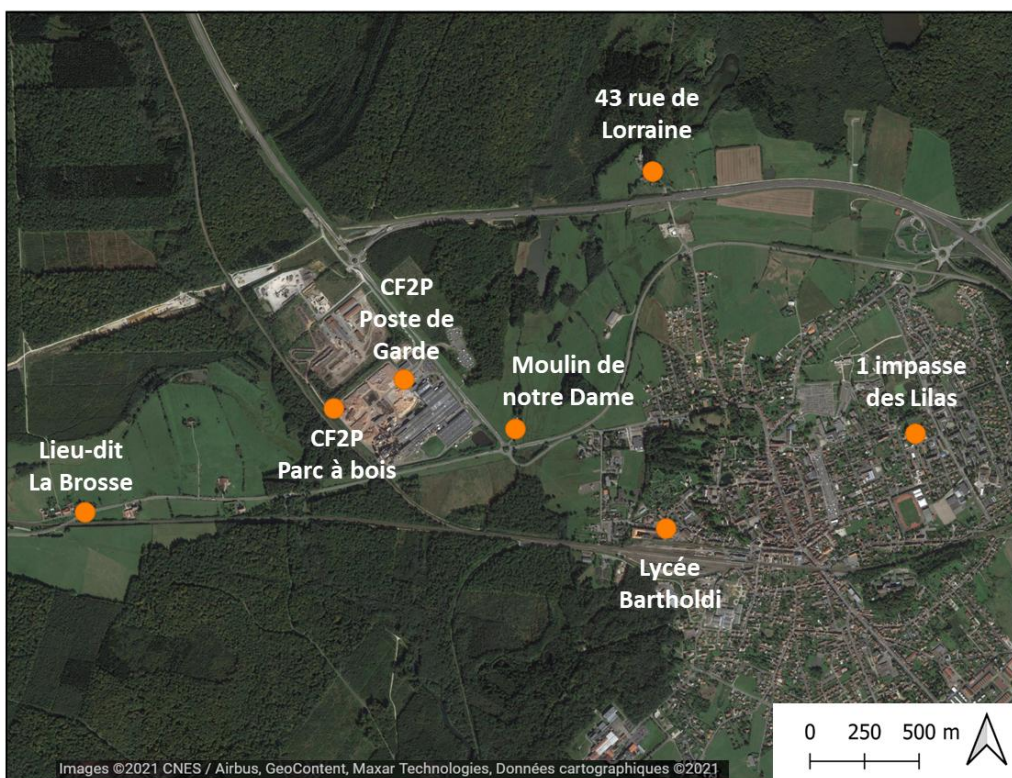 43 rue de
Lorraine
CF2P
Poste de
Garde
Moulin de
notre Dame
1 impasse
des Lilas
Lieu-dit
La Brosse
CF2P
Parc à bois
Lycée
Bartholdi
0 250 500 m
Images ©2021 CNES / Airbus, GeoContent, Maxar Technologies, Données cartographiques ©2021